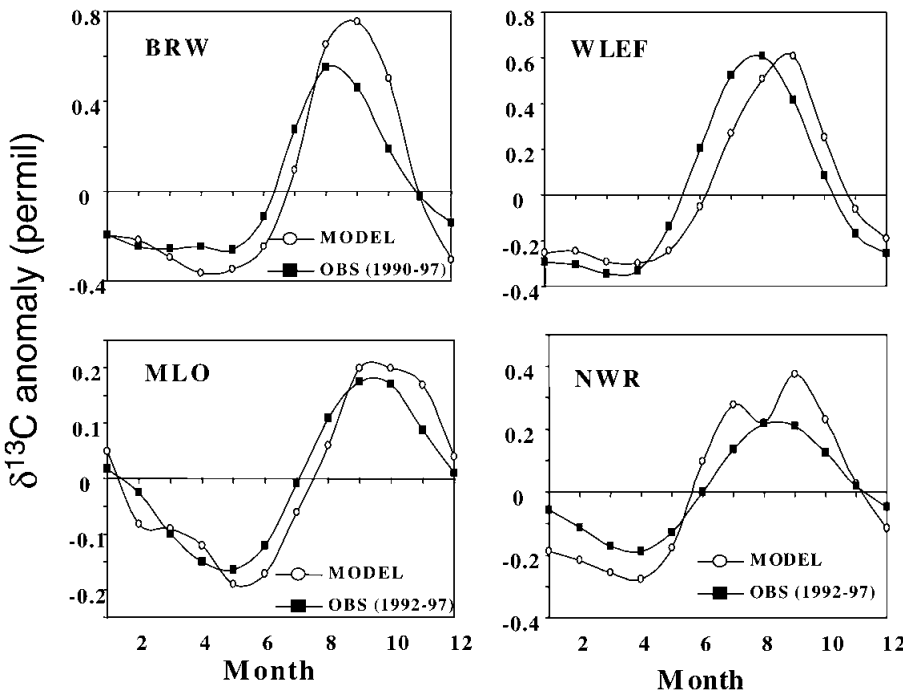 δ13C anomaly (permil)
BRW
0.8
0.4
0
-0.4
MODEL
OBS (1990-97)
WLEF
0.8
0.6
0.4
0.2
0
-0.2
-0.4
MLO
0.2
0.1
0
-0.1
-0.2
MODEL
OBS (1992-97)
2 4 6 8 10 12
Month
NWR
0.4
0.2
0
-0.2
-0.4
MODEL
OBS (1992-97)
2 4 6 8 10 12
Month